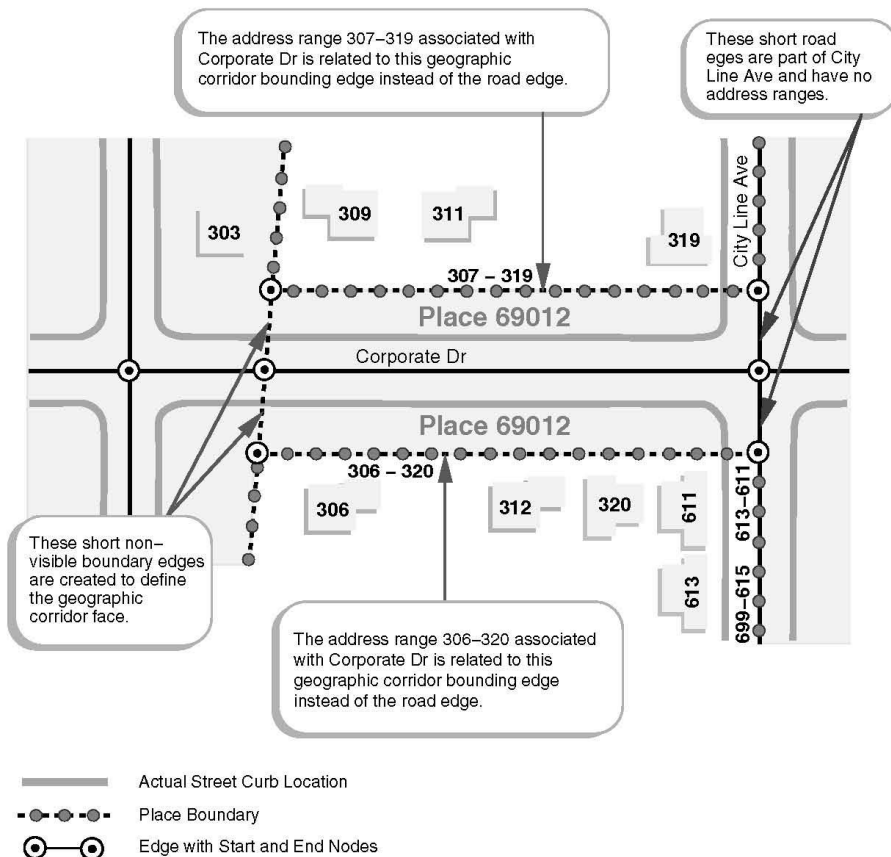 The address range 307–319 associated with
Corporate Dr is related to this geographic
corridor bounding edge instead of the road edge.
These short road
eges are part of City
Line Ave and have no
address ranges.
City Line Ave
303
309
311
319
307 – 319
Place 69012
Corporate Dr
Place 69012
306 – 320
306
312
320
611
613–611
613
699–615
These short non–
visible boundary edges
are created to define
the geographic
corridor face.
The address range 306–320 associated
with Corporate Dr is related to this
geographic corridor bounding edge
instead of the road edge.
Actual Street Curb Location
Place Boundary
Edge with Start and End Nodes